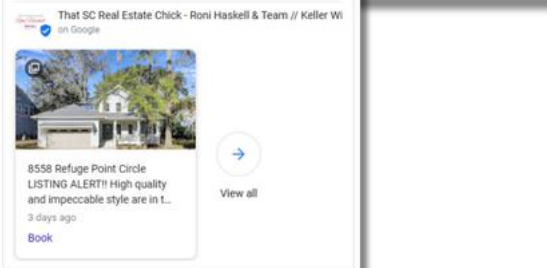 That SC Real Estate Chick - Roni Haskell & Team // Keller Wi
on Google
8558 Refuge Point Circle
LISTING ALERT!! High quality
and impeccable style are in t...
3 days ago
Book
View all